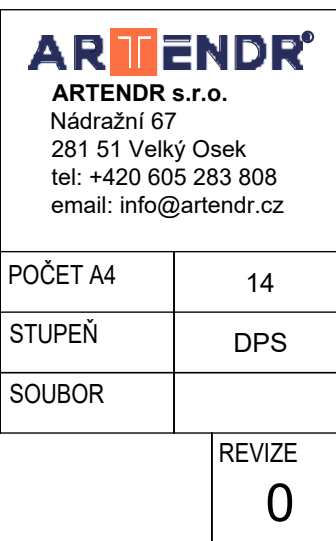 ARTENDR®
ARTENDR s.r.o.
Nádražní 67
281 51 Velký Osek
tel: +420 605 283 808
email: info@artendr.cz
POČET A4 14
STUPEŇ DPS
SOUBOR
REVIZE
0